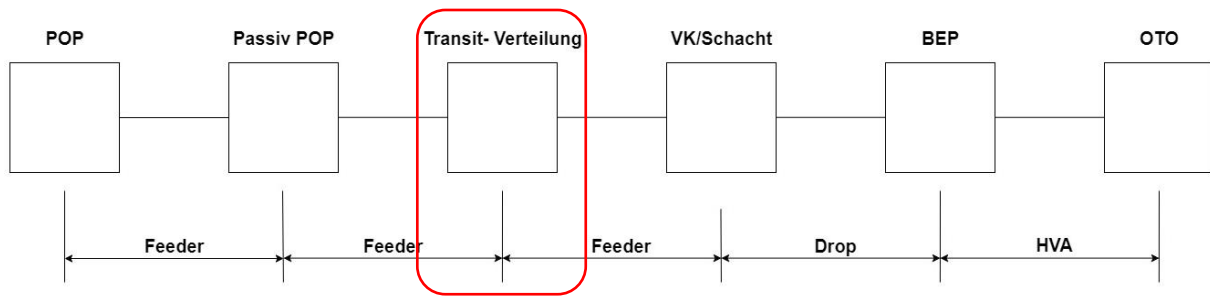 POP
Passiv POP
Transit- Verteilung
VK/Schacht
BEP
OTO
Feeder
Feeder
Feeder
Drop
HVA